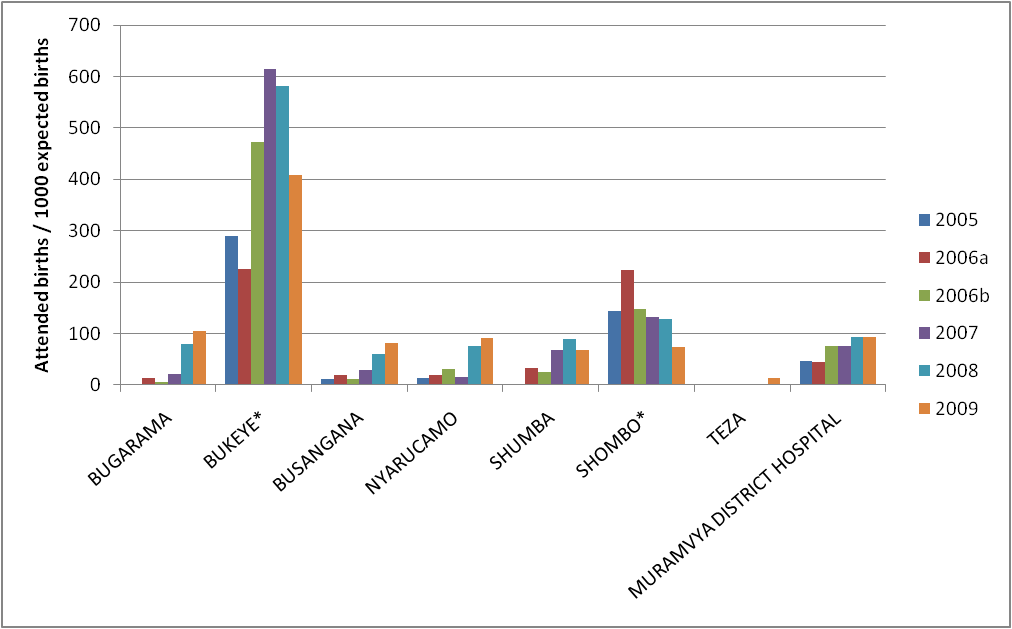 Attended births / 1000 expected births
700
600
500
400
300
200
100
0
BUGARAMA
BUKEYE*
BUSANGANA
NYARUCAMO
SHUMBA
SHOMBO*
TEZA
MURAMVYA DISTRICT HOSPITAL
2005
2006a
2006b
2007
2008
2009